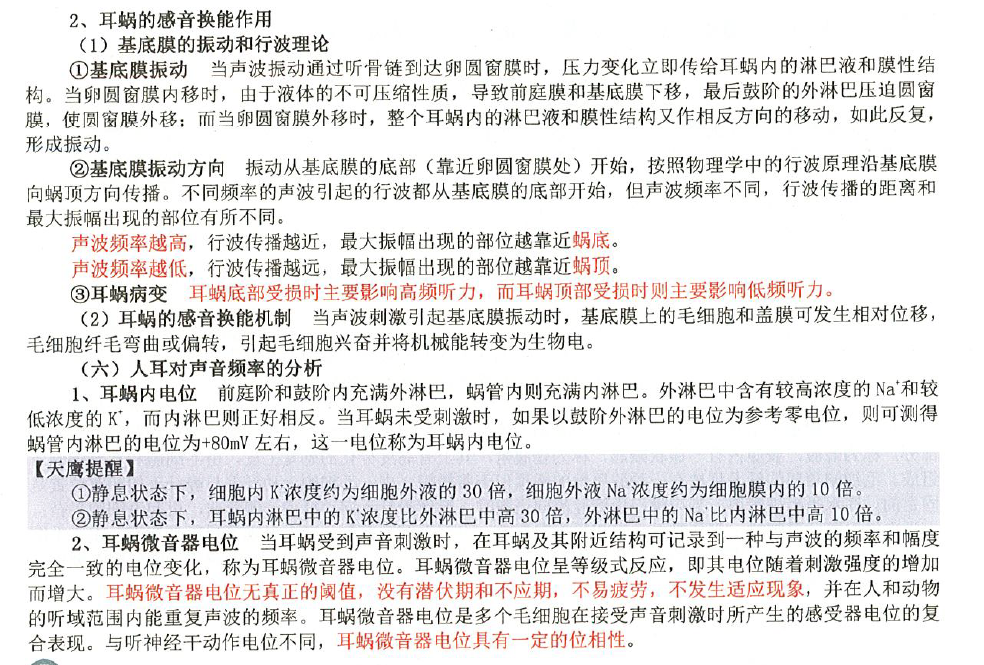 2、耳蜗的感音换能作用
（1）基底膜的振动和行波理论
①基底膜振动 当声波振动通过听骨链到达卵圆窗膜时，压力变化立即传给耳蜗内的淋巴液和膜性结
构。当卵圆窗膜内移时，由于液体的不可压缩性质，导致前庭膜和基底膜下移，最后鼓阶的外淋巴压迫圆窗
膜，使圆窗膜外移；而当卵圆窗膜外移时，整个耳蜗内的淋巴液和膜性结构又作相反方向的移动，如此反复，
形成振动。
②基底膜振动方向 振动从基底膜的底部（靠近卵圆窗膜处）开始，按照物理学中的行波原理沿基底膜
向蜗顶方向传播。不同频率的声波引起的行波都从基底膜的底部开始，但声波频率不同，行波传播的距离和
最大振幅出现的部位有所不同。
声波频率越高，行波传播越近，最大振幅出现的部位越靠近蜗底。
声波频率越低，行波传播越远，最大振幅出现的部位越靠近蜗顶。
③耳蜗病变 耳蜗底部受损时主要影响高频听力，而耳蜗顶部受损时则主要影响低频听力。
（2）耳蜗的感音换能机制 当声波刺激引起基底膜振动时，基底膜上的毛细胞和盖膜可发生相对位移，
毛细胞纤毛弯曲或偏转，引起毛细胞兴奋并将机械能转变为生物电。
（六）人耳对声音频率的分析
1、耳蜗内电位 前庭阶和鼓阶内充满外淋巴，蜗管内则充满内淋巴。外淋巴中含有较高浓度的 Na⁺和较
低浓度的 K⁺，而内淋巴则正好相反。当耳蜗未受刺激时，如果以鼓阶外淋巴的电位为参考零电位，则可测得
蜗管内淋巴的电位为+80mV 左右，这一电位称为耳蜗内电位。
【天鹰提醒】
①静息状态下，细胞内 K⁺浓度约为细胞外液的 30 倍，细胞外液 Na⁺浓度约为细胞膜内的 10 倍。
②静息状态下，耳蜗内淋巴中的 K⁺浓度比外淋巴中高 30 倍，外淋巴中的 Na⁺比内淋巴中高 10 倍。
2、耳蜗微音器电位 当耳蜗受到声音刺激时，在耳蜗及其附近结构可记录到一种与声波的频率和幅度
完全一致的电位变化，称为耳蜗微音器电位。耳蜗微音器电位呈等级式反应，即其电位随着刺激强度的增加
而增大。耳蜗微音器电位无真正的阈值，没有潜伏期和不应期，不易疲劳，不发生适应现象，并在人和动物
的听域范围内能重复声波的频率。耳蜗微音器电位是多个毛细胞在接受声音刺激时所产生的感受器电位的复
合表现。与听神经干动作电位不同，耳蜗微音器电位具有一定的位相性。